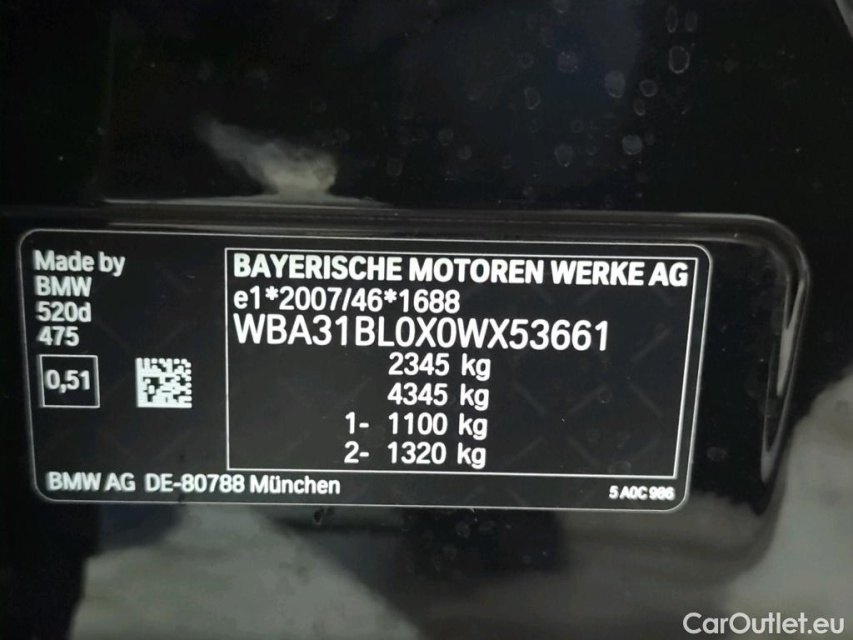 Made by
BMW
520d
475
0,51
BAYERISCHE MOTOREN WERKE AG
e1*2007/46*1688
WBA31BL0X0WX53661
2345 kg
4345 kg
1- 1100 kg
2- 1320 kg
BMW AG DE-80788 München
5 A0C 986
CarOutlet.eu